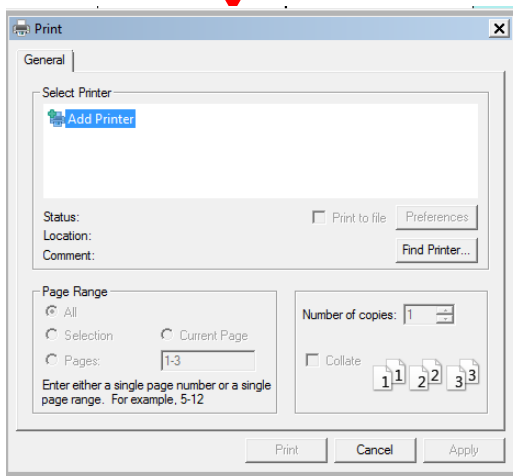 Print
General
Select Printer
Add Printer
Status:
Print to file
Preferences
Location:
Comment:
Find Printer...
Page Range
All
Selection
Current Page
Pages:
1-3
Enter either a single page number or a single
page range. For example, 5-12
Number of copies:
1
Collate
1 1 2 2 3 3
Print
Cancel
Apply